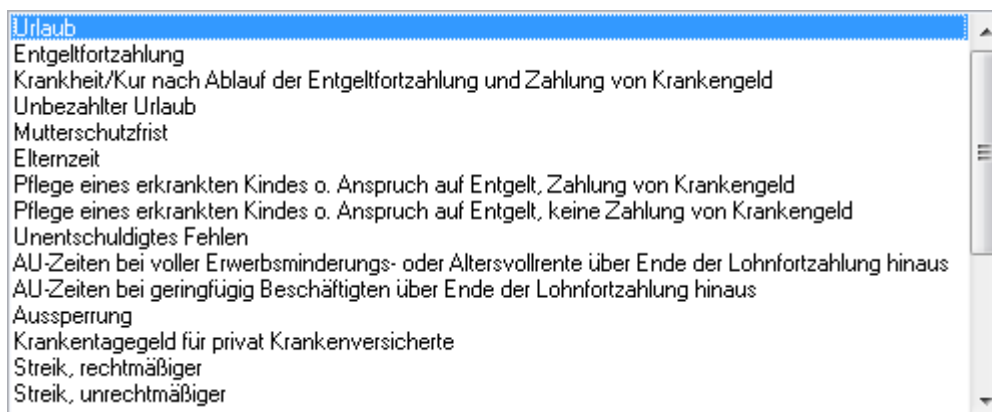 Urlaub
Entgeltfortzahlung
Krankheit/Kur nach Ablauf der Entgeltfortzahlung und Zahlung von Krankengeld
Unbezahlter Urlaub
Mutterschutzfrist
Elternzeit
Pflege eines erkrankten Kindes o. Anspruch auf Entgelt, Zahlung von Krankengeld
Pflege eines erkrankten Kindes o. Anspruch auf Entgelt, keine Zahlung von Krankengeld
Unentschuldigtes Fehlen
AU-Zeiten bei voller Erwerbsminderungs- oder Altersvollrente über Ende der Lohnfortzahlung hinaus
AU-Zeiten bei geringfügig Beschäftigten über Ende der Lohnfortzahlung hinaus
Aussperrung
Krankentagegeld für privat Krankenversicherte
Streik, rechtmäßiger
Streik, unrechtmäßiger